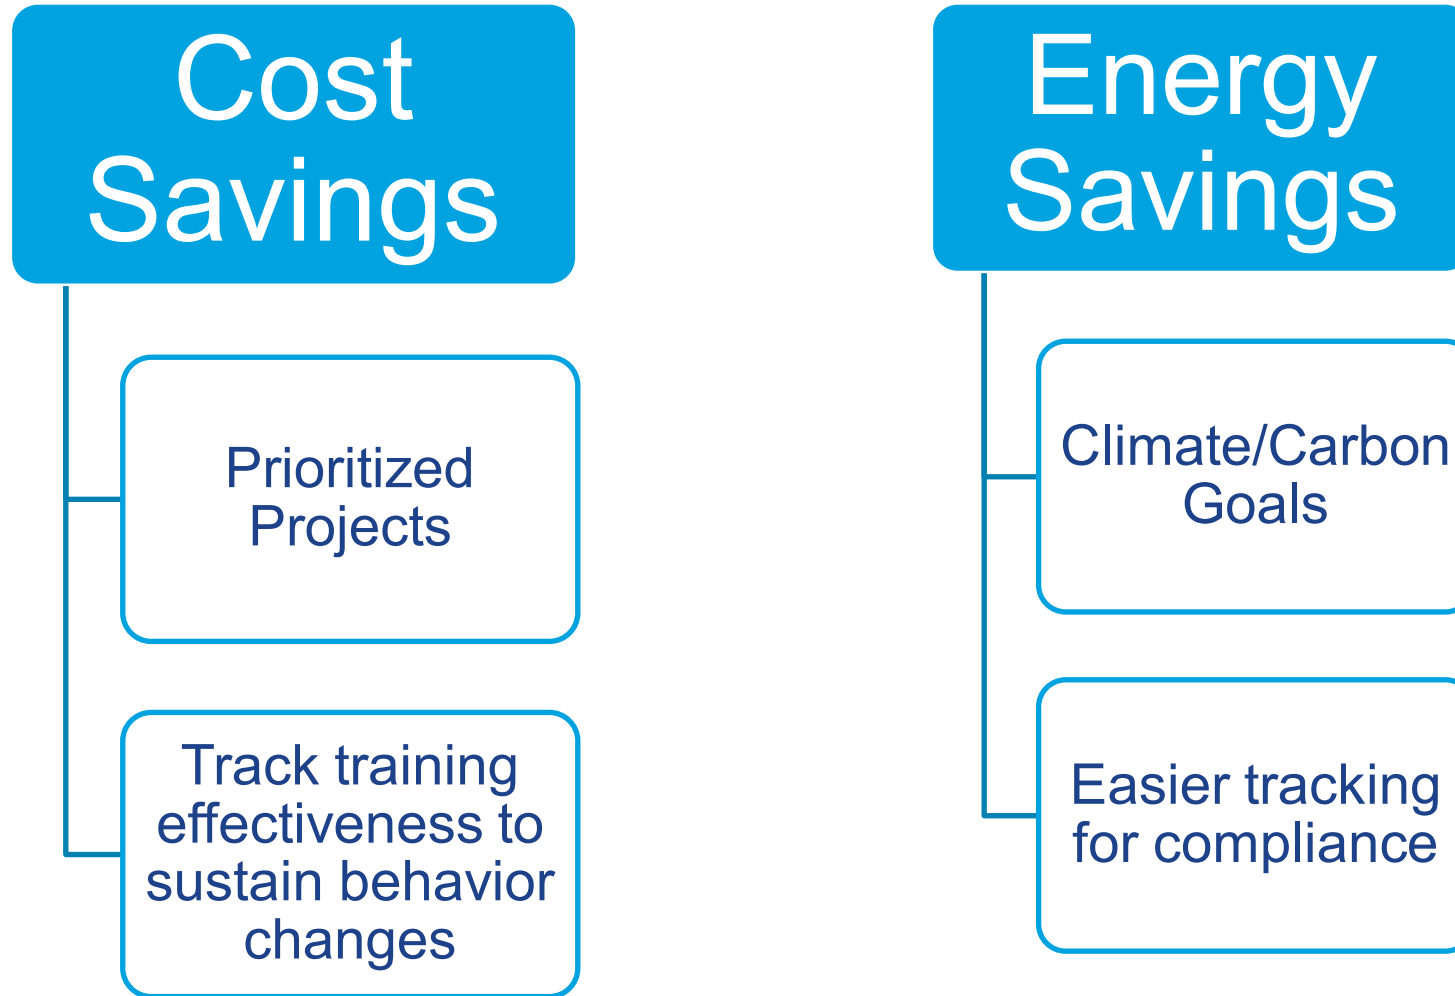 Cost
Savings
Prioritized
Projects
Track training
effectiveness to
sustain behavior
changes
Energy
Savings
Climate/Carbon
Goals
Easier tracking
for compliance